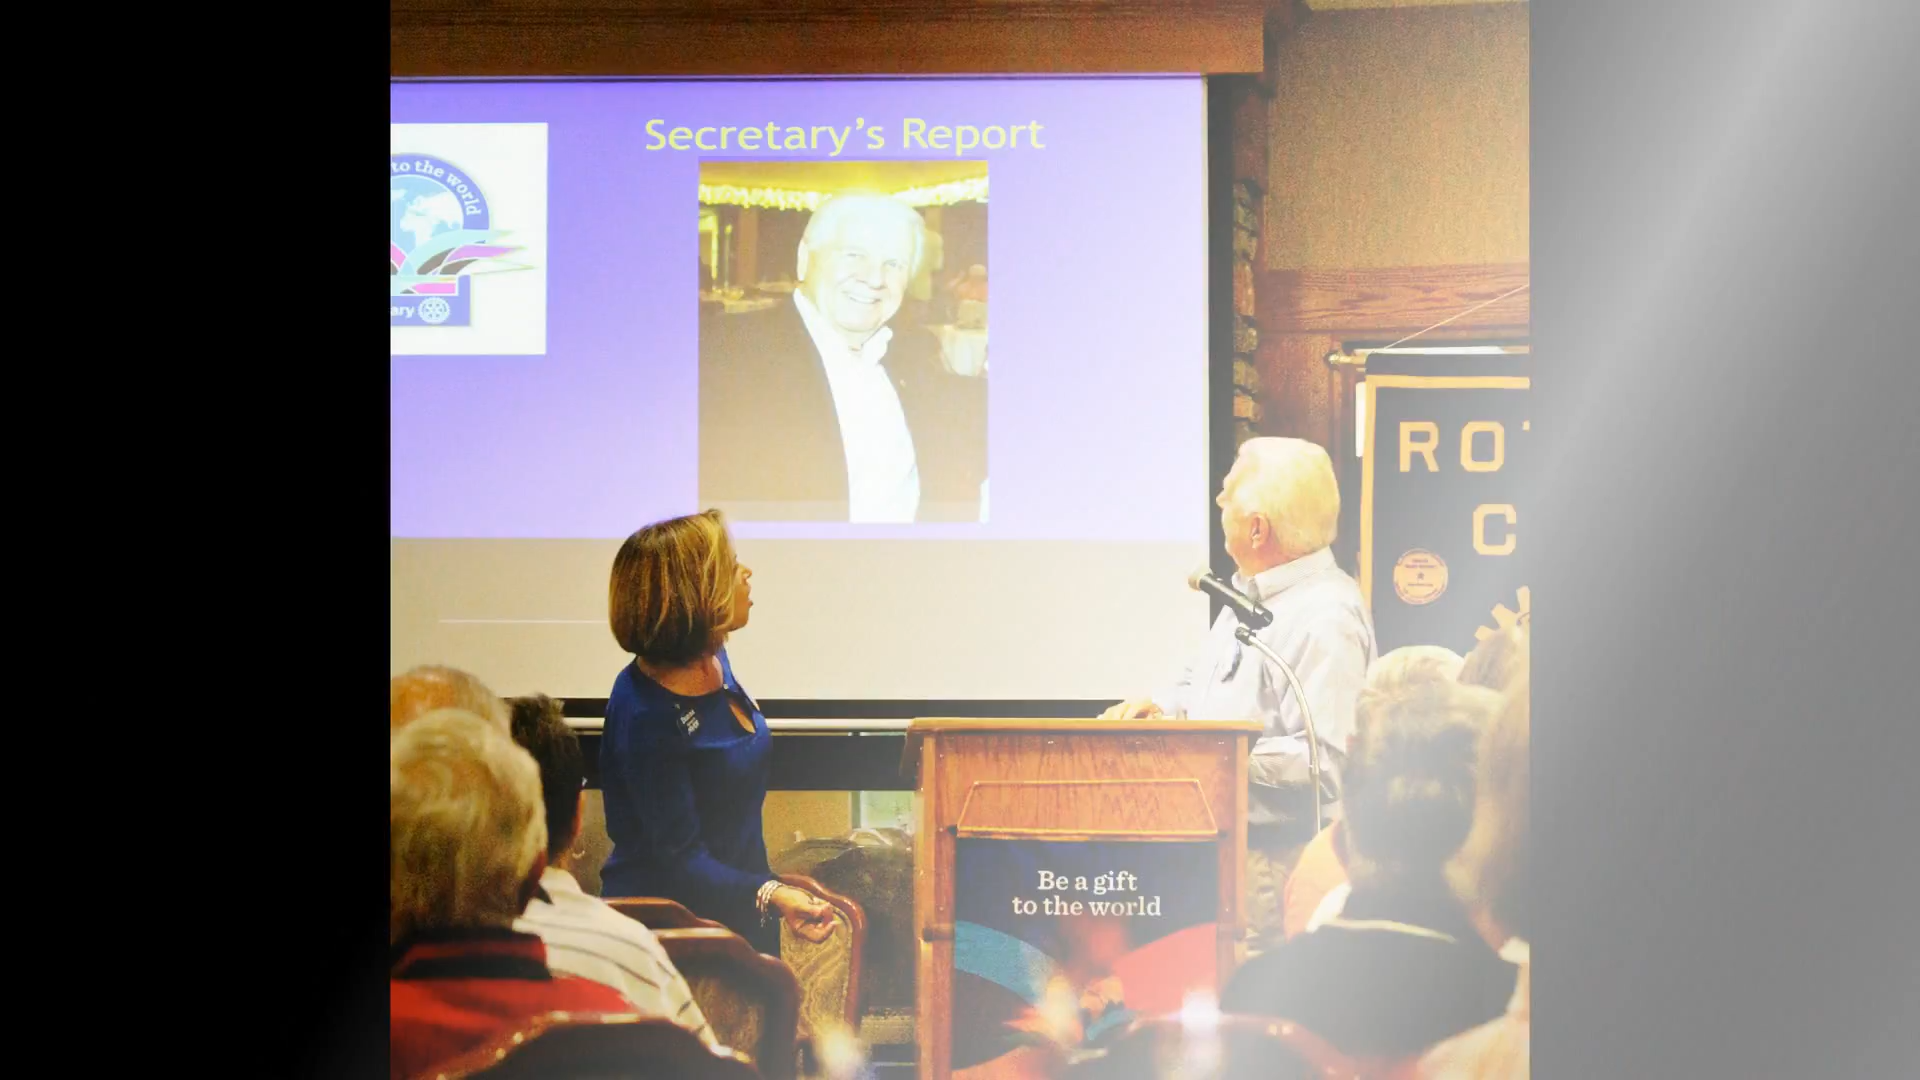 Secretary's Report
to the world
ary
RO
C
Be a gift
to the world